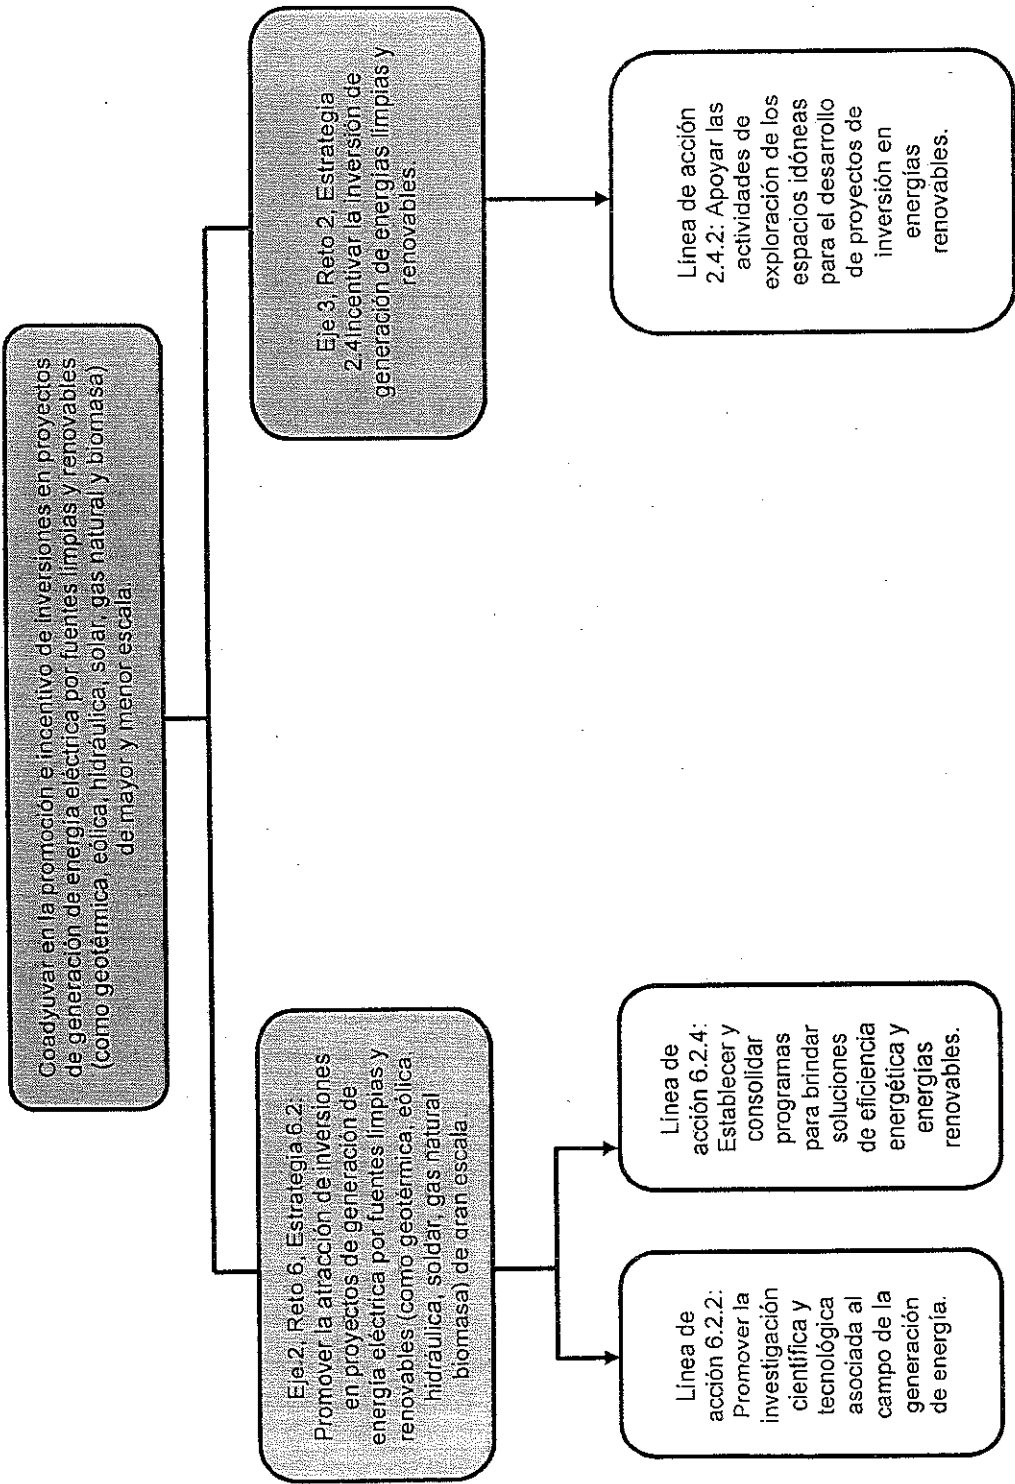 Coadyuvar en la promoción e incentivo de inversiones en proyectos
de generación de energía eléctrica por fuentes limpias y renovables
(como geotérmica, eólica, hidráulica, solar, gas natural y biomasa)
de mayor y menor escala.
Eje 2, Reto 6, Estrategia 6.2:
Promover la atracción de inversiones
en proyectos de generación de
energía eléctrica por fuentes limpias y
renovables (como geotérmica, eólica
hidráulica, soldar, gas natural
biomasa) de gran escala
Eje 3, Reto 2, Estrategia
2.4Incentivar la inversión de
generación de energías limpias y
renovables.
Línea de
acción 6.2.2:
Promover la
investigación
científica y
tecnológica
asociada al
campo de la
generación
de energía.
Línea de
acción 6.2.4:
Establecer y
consolidar
programas
para brindar
soluciones
de eficiencia
energética y
energías
renovables.
Línea de acción
2.4.2: Apoyar las
actividades de
exploración de los
espacios idóneas
para el desarrollo
de proyectos de
inversión en
energías
renovables.